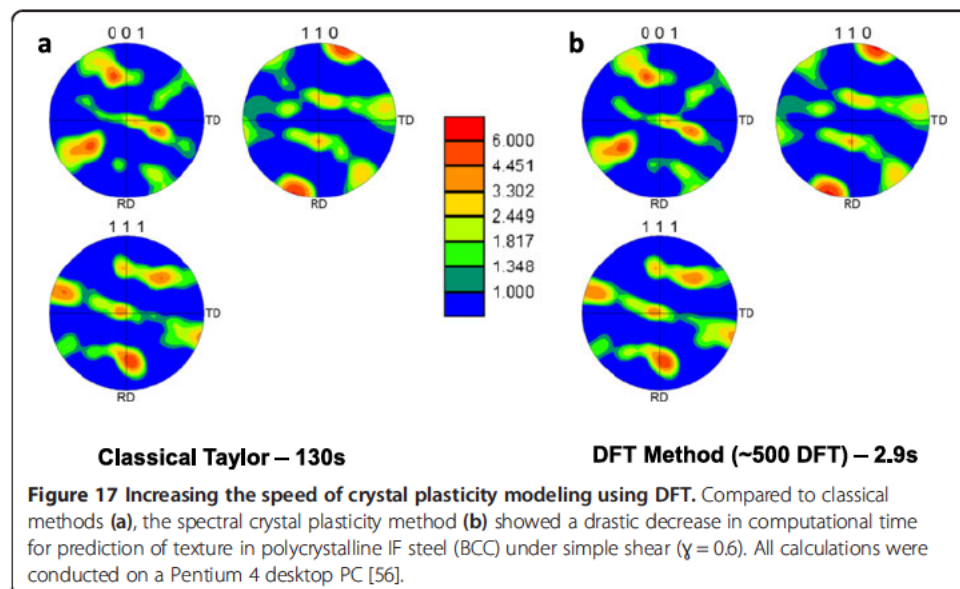 a
0 0 1
1 1 0
TD
TD
RD
RD
1 1 1
TD
RD
6.000
4.451
3.302
2.449
1.817
1.348
1.000
b
0 0 1
1 1 0
TD
TD
RD
RD
1 1 1
TD
RD
Classical Taylor – 130s
DFT Method (~500 DFT) – 2.9s
Figure 17 Increasing the speed of crystal plasticity modeling using DFT. Compared to classical
methods (a), the spectral crystal plasticity method (b) showed a drastic decrease in computational time
for prediction of texture in polycrystalline IF steel (BCC) under simple shear (ɣ = 0.6). All calculations were
conducted on a Pentium 4 desktop PC [56].